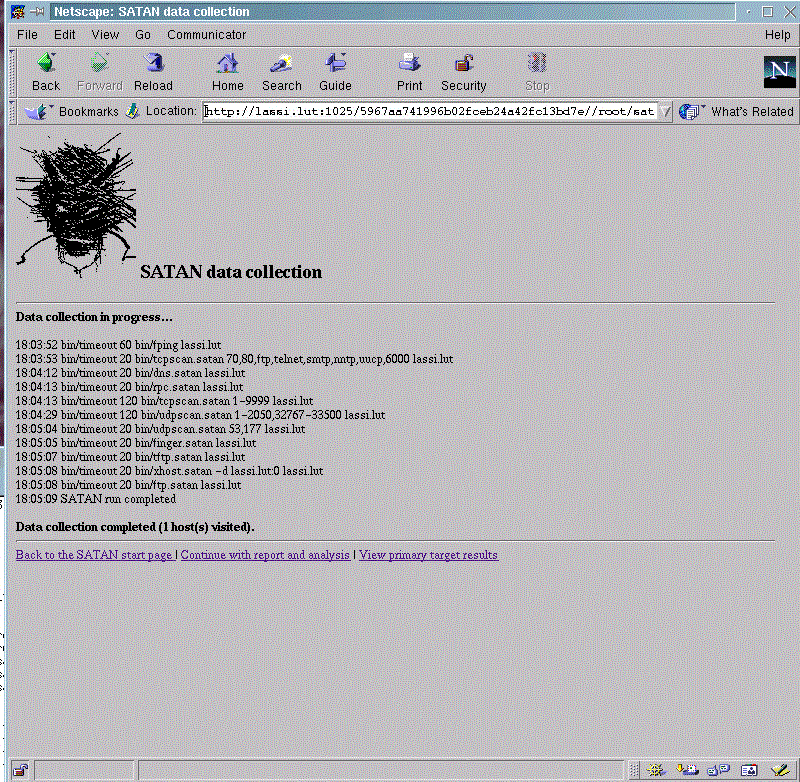 Netscape: SATAN data collection
File Edit View Go Communicator Help
Back Forward Reload Home Search Guide Print Security Stop
N
Bookmarks Location: http://lassi.lut:1025/5967aa741996b02fceb24a42fc13bd7e//root/sat What's Related
SATAN data collection
Data collection in progress...
18:03:52 bin/timeout 60 bin/fping lassi.lut
18:03:53 bin/timeout 20 bin/tcpscan.satan 70,80,ftp,telnet,smtp,nntp,uucp,6000 lassi.lut
18:04:12 bin/timeout 20 bin/dns.satan lassi.lut
18:04:13 bin/timeout 20 bin/rpc.satan lassi.lut
18:04:13 bin/timeout 120 bin/tcpscan.satan 1-9999 lassi.lut
18:04:29 bin/timeout 120 bin/udpscan.satan 1-2050,32767-33500 lassi.lut
18:05:04 bin/timeout 20 bin/udpscan.satan 53,177 lassi.lut
18:05:05 bin/timeout 20 bin/finger.satan lassi.lut
18:05:07 bin/timeout 20 bin/tftp.satan lassi.lut
18:05:08 bin/timeout 20 bin/xhost.satan -d lassi.lut:0 lassi.lut
18:05:08 bin/timeout 20 bin/ftp.satan lassi.lut
18:05:09 SATAN run completed
Data collection completed (1 host(s) visited).
Back to the SATAN start page | Continue with report and analysis | View primary target results